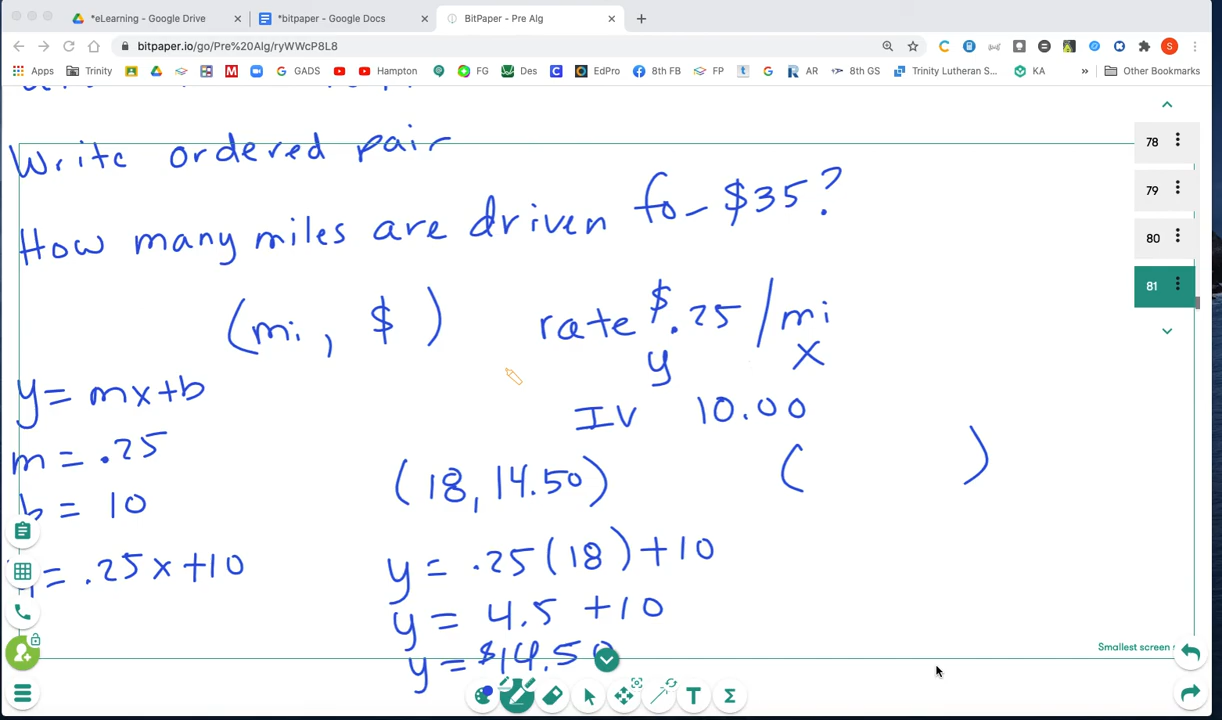 *eLearning - Google Drive
*bitpaper - Google Docs
BitPaper - Pre Alg
bitpaper.io/go/Pre%20Alg/ryWWcP8L8
Apps
Trinity
GADS
Hampton
FG
Des
EdPro
8th FB
FP
AR
8th GS
Trinity Lutheran S...
KA
Other Bookmarks
Write ordered pair
78
79
How many miles are driven for $35?
80
81
(mi, $) rate $.25/mi
y x
y = mx+b
IV 10.00
m = .25
(18, 14.50) ( )
b = 10
y = .25(18)+10
= .25x+10
y = 4.5 +10
y = $14.50
Smallest screen
T Σ